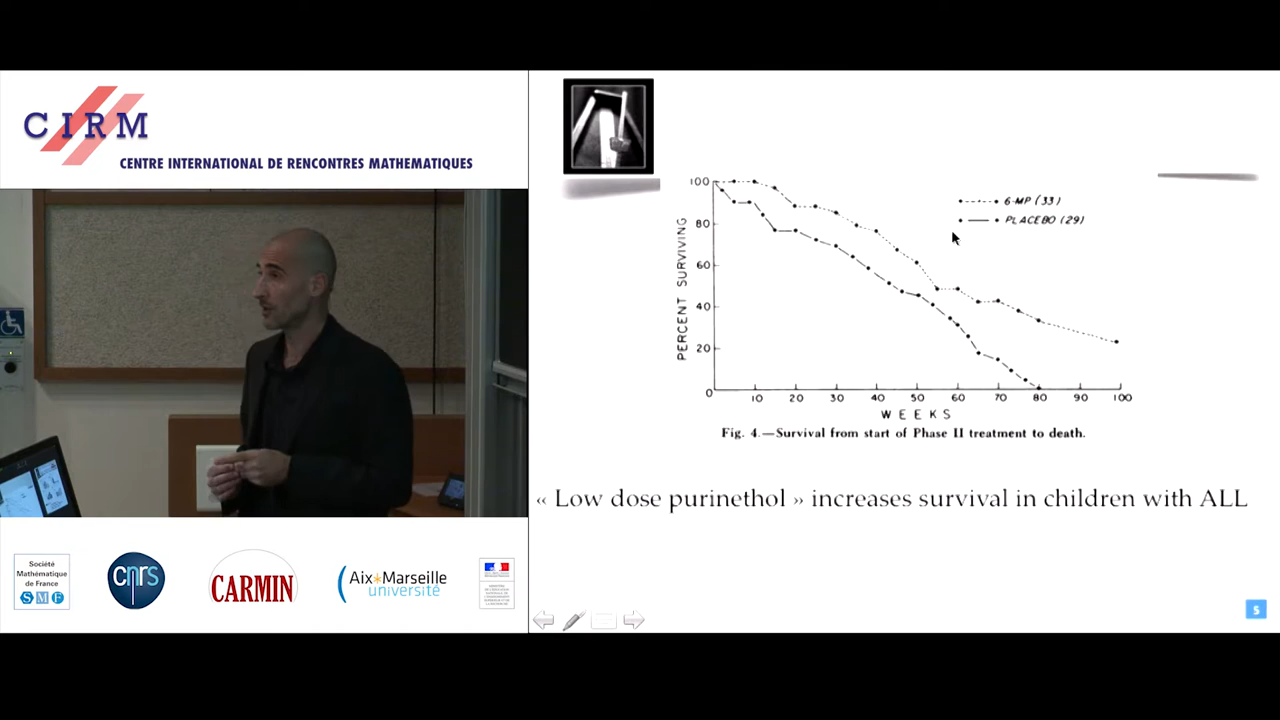 CIRM
CENTRE INTERNATIONAL DE RENCONTRES MATHEMATIQUES
100
80
60
40
20
0
PERCENT SURVIVING
6-MP (33)
PLACEBO (29)
10 20 30 40 50 60 70 80 90 100
WEEKS
Fig. 4.—Survival from start of Phase II treatment to death.
« Low dose purinethol » increases survival in children with ALL
5
Société
Mathématique
de France
S M F
cnrs
CARMIN
Aix*Marseille
université